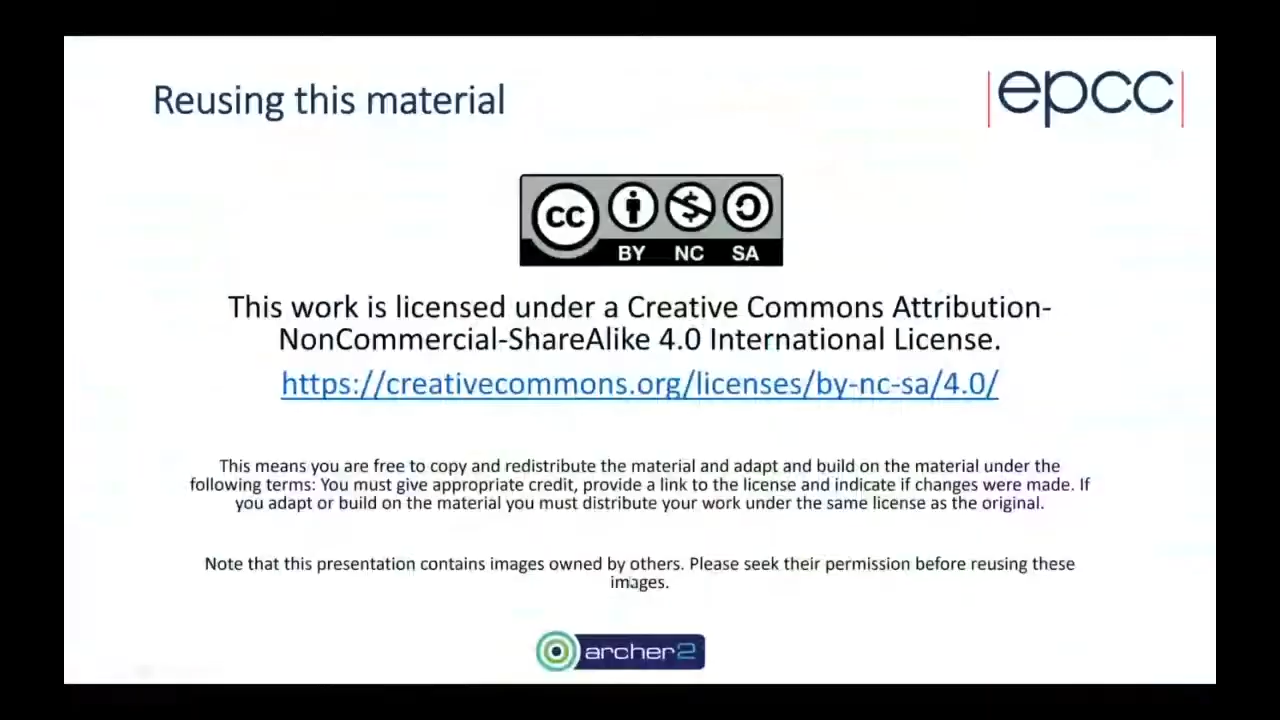 Reusing this material
epcc
CC
BY NC SA
This work is licensed under a Creative Commons Attribution-
NonCommercial-ShareAlike 4.0 International License.
https://creativecommons.org/licenses/by-nc-sa/4.0/
This means you are free to copy and redistribute the material and adapt and build on the material under the
following terms: You must give appropriate credit, provide a link to the license and indicate if changes were made. If
you adapt or build on the material you must distribute your work under the same license as the original.
Note that this presentation contains images owned by others. Please seek their permission before reusing these
images.
archer2